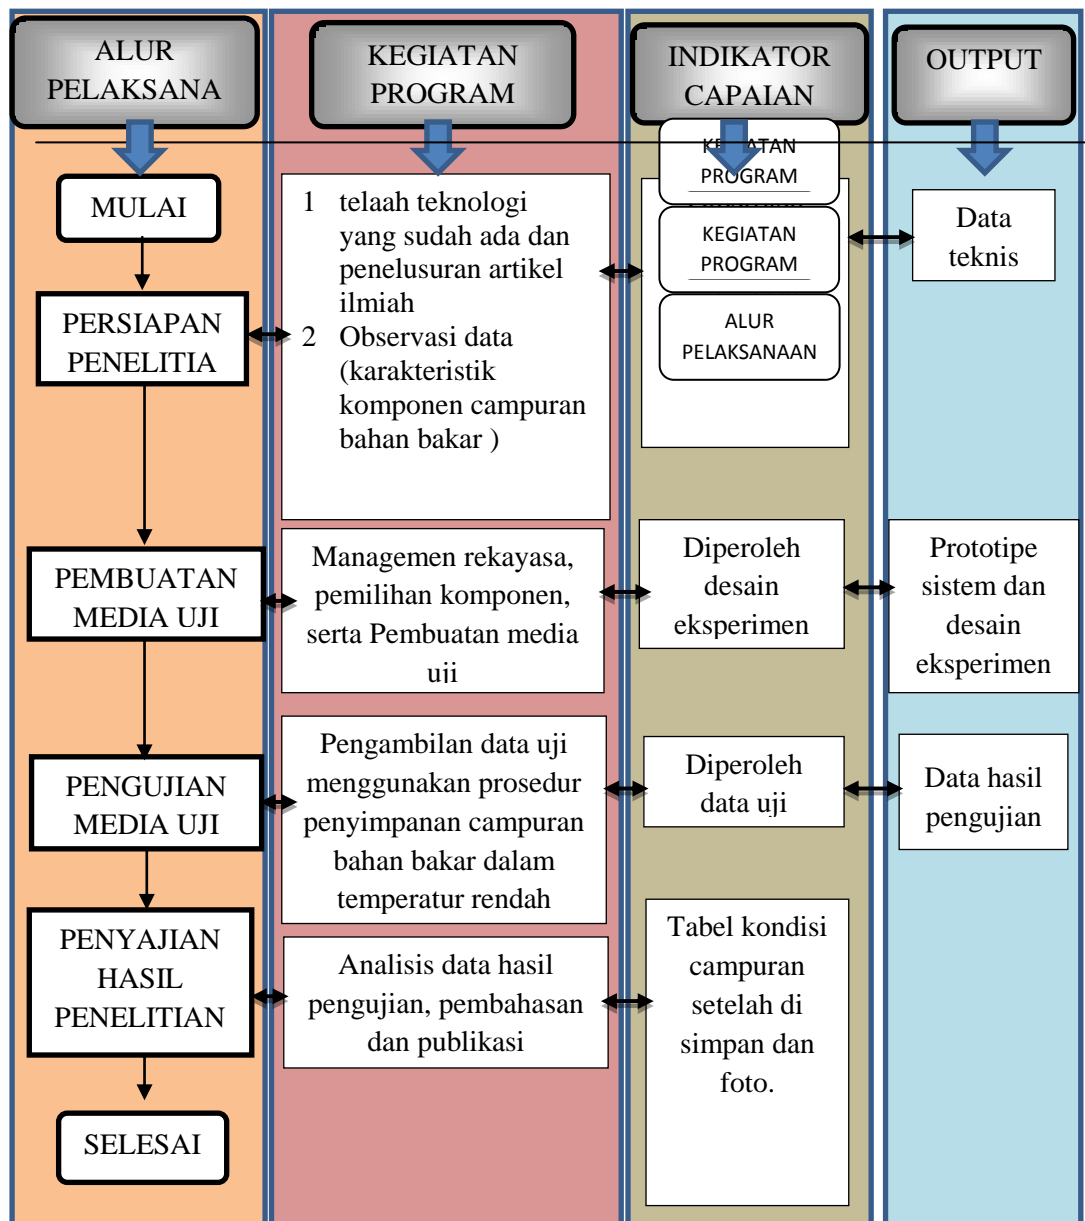 ALUR
PELAKSANA
KEGIATAN
PROGRAM
INDIKATOR
CAPAIAN
OUTPUT
MULAI
PERSIAPAN
PENELITIA
PEMBUATAN
MEDIA UJI
PENGUJIAN
MEDIA UJI
PENYAJIAN
HASIL
PENELITIAN
SELESAI
1 telaah teknologi
yang sudah ada dan
penelusuran artikel
ilmiah
2 Observasi data
(karakteristik
komponen campuran
bahan bakar )
Managemen rekayasa,
pemilihan komponen,
serta Pembuatan media
uji
Pengambilan data uji
menggunakan prosedur
penyimpanan campuran
bahan bakar dalam
temperatur rendah
Analisis data hasil
pengujian, pembahasan
dan publikasi
KEGIATAN
PROGRAM
KEGIATAN
PROGRAM
ALUR
PELAKSANAAN
Diperoleh
desain
eksperimen
Diperoleh
data uji
Tabel kondisi
campuran
setelah di
simpan dan
foto.
Data
teknis
Prototipe
sistem dan
desain
eksperimen
Data hasil
pengujian